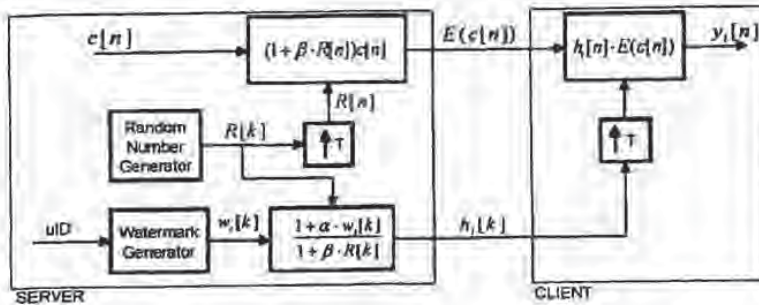 c[n]
(1 + β · R[n])c[n]
E(c[n])
h_i[n] · E(c[n])
y_i[n]
R[n]
Random
Number
Generator
R[k]
↑T
↑T
uID
Watermark
Generator
w_i[k]
1 + α · w_i[k]
1 + β · R[k]
h_i[k]
SERVER
CLIENT